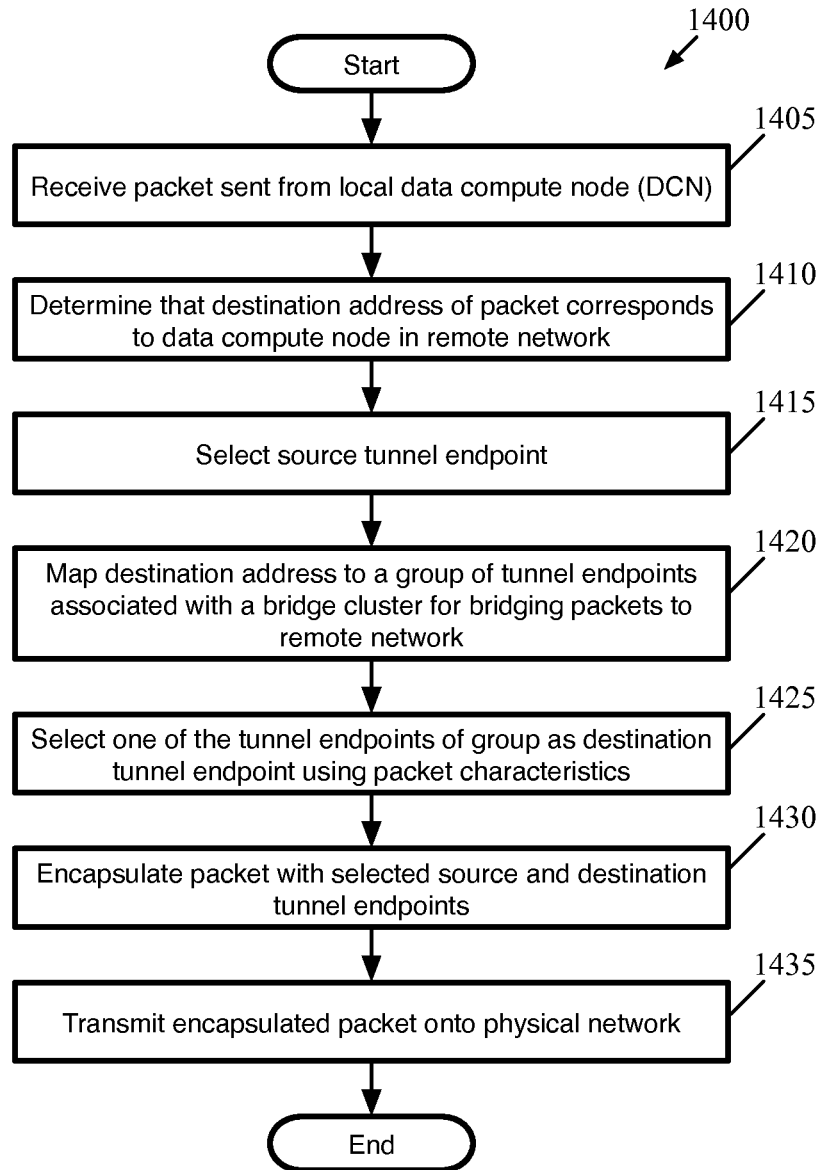 1400
Start
1405
Receive packet sent from local data compute node (DCN)
1410
Determine that destination address of packet corresponds
to data compute node in remote network
1415
Select source tunnel endpoint
1420
Map destination address to a group of tunnel endpoints
associated with a bridge cluster for bridging packets to
remote network
1425
Select one of the tunnel endpoints of group as destination
tunnel endpoint using packet characteristics
1430
Encapsulate packet with selected source and destination
tunnel endpoints
1435
Transmit encapsulated packet onto physical network
End